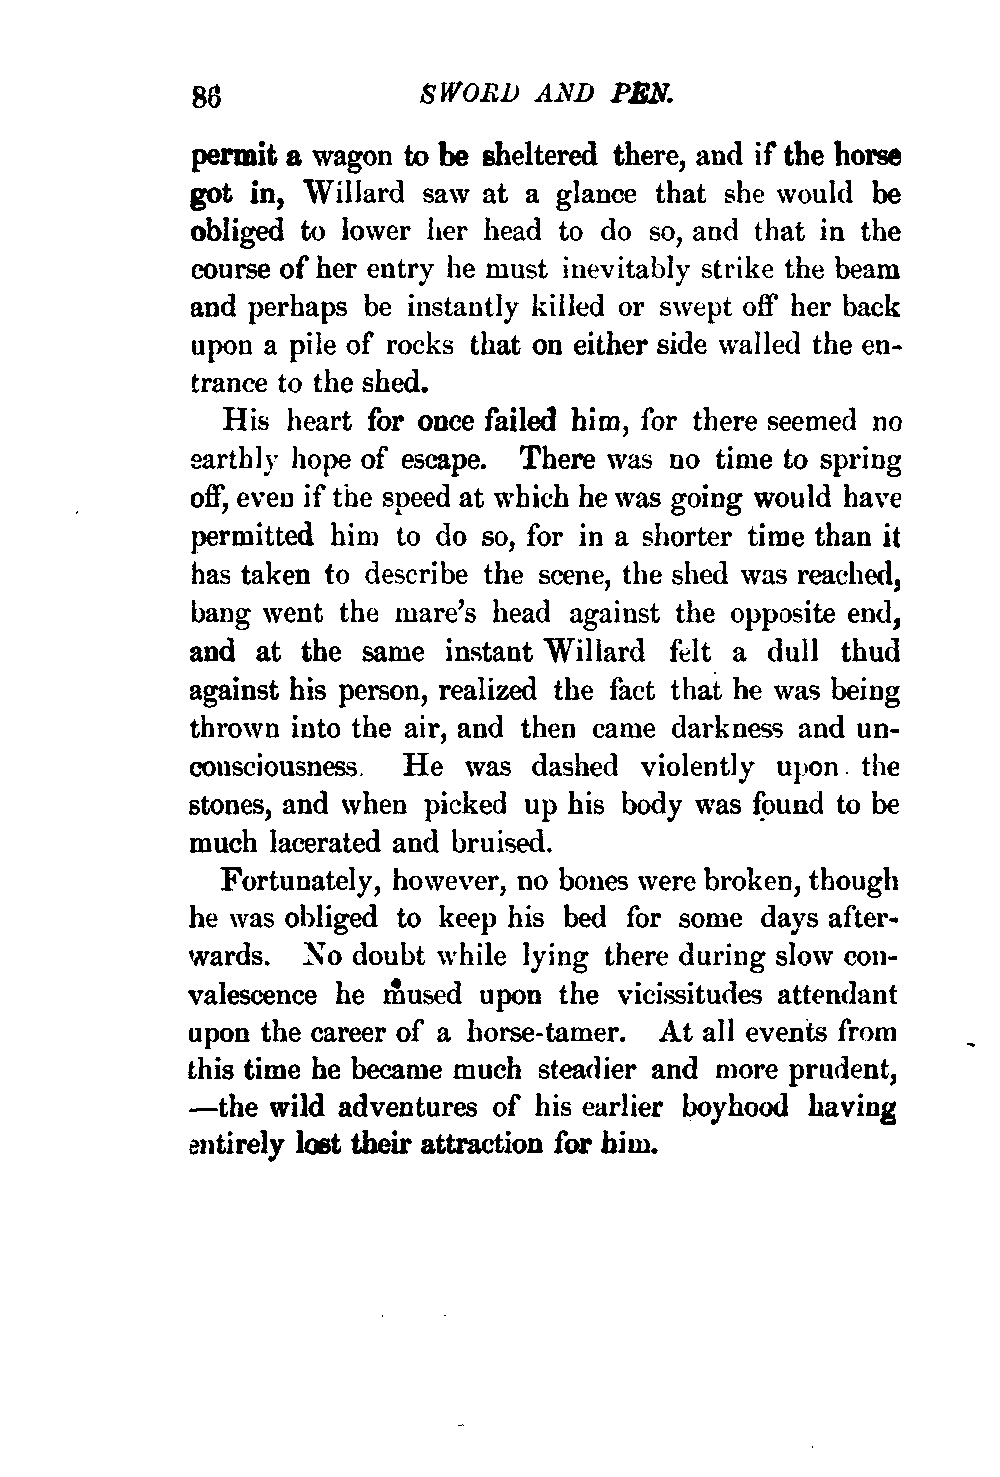 86 SWORD AND PEN.
permit a wagon to be sheltered there, and if the horse
got in, Willard saw at a glance that she would be
obliged to lower her head to do so, and that in the
course of her entry he must inevitably strike the beam
and perhaps be instantly killed or swept off her back
upon a pile of rocks that on either side walled the en-
trance to the shed.
His heart for once failed him, for there seemed no
earthly hope of escape. There was no time to spring
off, even if the speed at which he was going would have
permitted him to do so, for in a shorter time than it
has taken to describe the scene, the shed was reached,
bang went the mare's head against the opposite end,
and at the same instant Willard felt a dull thud
against his person, realized the fact that he was being
thrown into the air, and then came darkness and un-
consciousness. He was dashed violently upon the
stones, and when picked up his body was found to be
much lacerated and bruised.
Fortunately, however, no bones were broken, though
he was obliged to keep his bed for some days after-
wards. No doubt while lying there during slow con-
valescence he mused upon the vicissitudes attendant
upon the career of a horse-tamer. At all events from
this time he became much steadier and more prudent,
—the wild adventures of his earlier boyhood having
entirely lost their attraction for him.